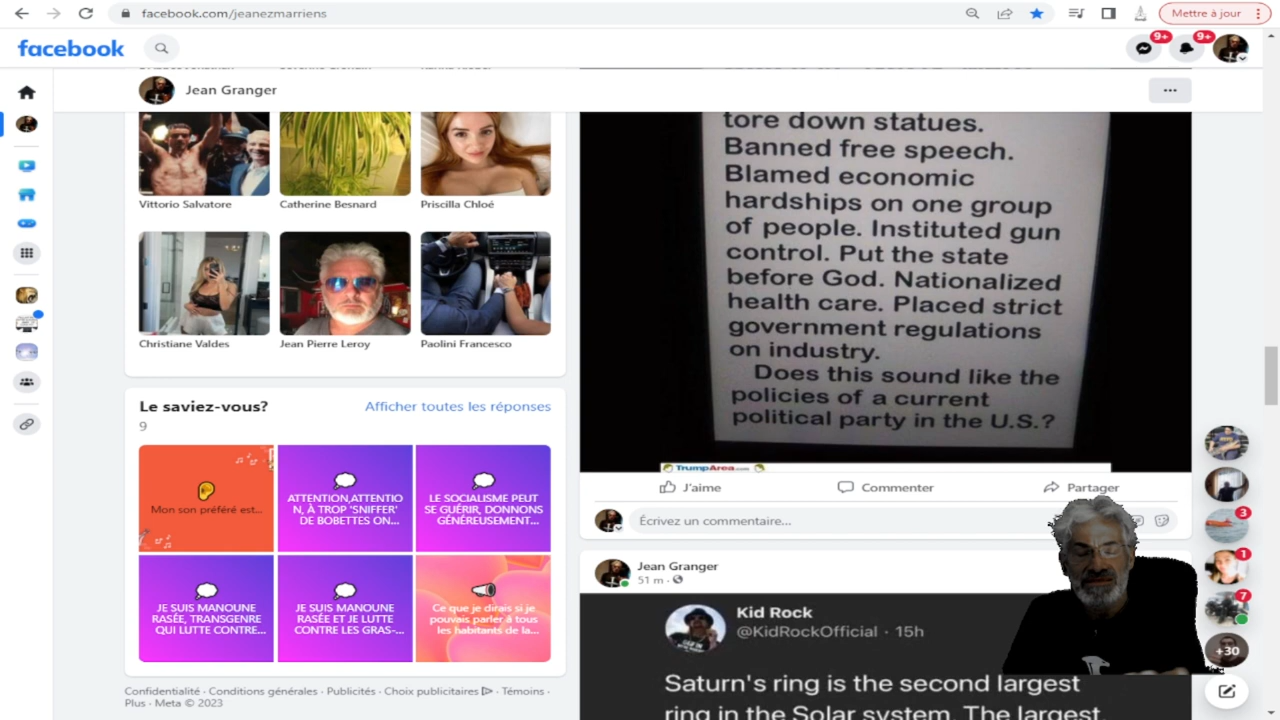 facebook.com/jeanezmarriens
Mettre à jour
facebook
9+
9+
Jean Granger
Vittorio Salvatore
Catherine Besnard
Priscilla Chloé
Christiane Valdes
Jean Pierre Leroy
Paolini Francesco
Le saviez-vous?
Afficher toutes les réponses
9
Mon son préféré est...
ATTENTION,ATTENTIO
N, À TROP 'SNIFFER'
DE BOBETTES ON...
LE SOCIALISME PEUT
SE GUÉRIR, DONNONS
GÉNÉREUSEMENT...
JE SUIS MANOUNE
RASÉE, TRANSGENRE
QUI LUTTE CONTRE...
JE SUIS MANOUNE
RASÉE ET JE LUTTE
CONTRE LES GRAS-...
Ce que je dirais si je
pouvais parler à tous
les habitants de la...
Confidentialité · Conditions générales · Publicités · Choix publicitaires · Témoins ·
Plus · Meta © 2023
tore down statues.
Banned free speech.
Blamed economic
hardships on one group
of people. Instituted gun
control. Put the state
before God. Nationalized
health care. Placed strict
government regulations
on industry.
Does this sound like the
policies of a current
political party in the U.S.?
TrumpArea.com
J'aime
Commenter
Partager
Écrivez un commentaire...
Jean Granger
51 m ·
Kid Rock
@KidRockOfficial · 15h
Saturn's ring is the second largest
ring in the Solar system. The largest
3
1
7
+30